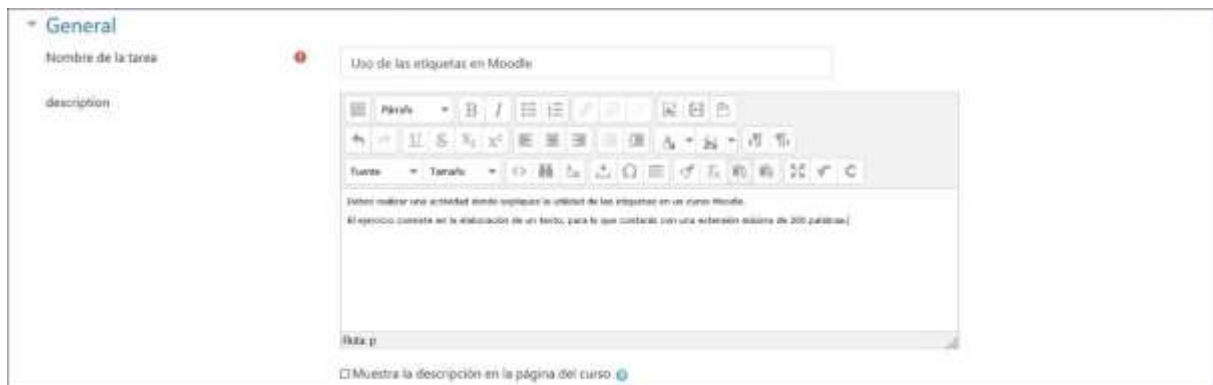 General
Nombre de la tarea
Uso de las etiquetas en Moodle
description
Párrafo
Fuente Tamaño
Debes realizar una actividad donde expliques la utilidad de las etiquetas en un curso Moodle.
El ejercicio consiste en la elaboración de un texto, para lo que contarás con una extensión máxima de 200 palabras.
Ruta: p
Muestra la descripción en la página del curso